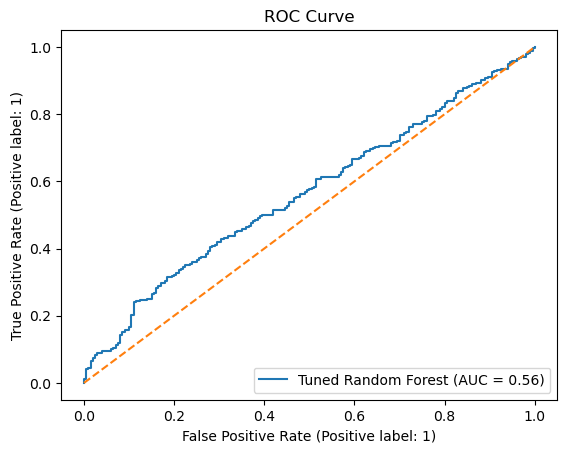 ROC Curve
True Positive Rate (Positive label: 1)
1.0
0.8
0.6
0.4
0.2
0.0
Tuned Random Forest (AUC = 0.56)
0.0 0.2 0.4 0.6 0.8 1.0
False Positive Rate (Positive label: 1)